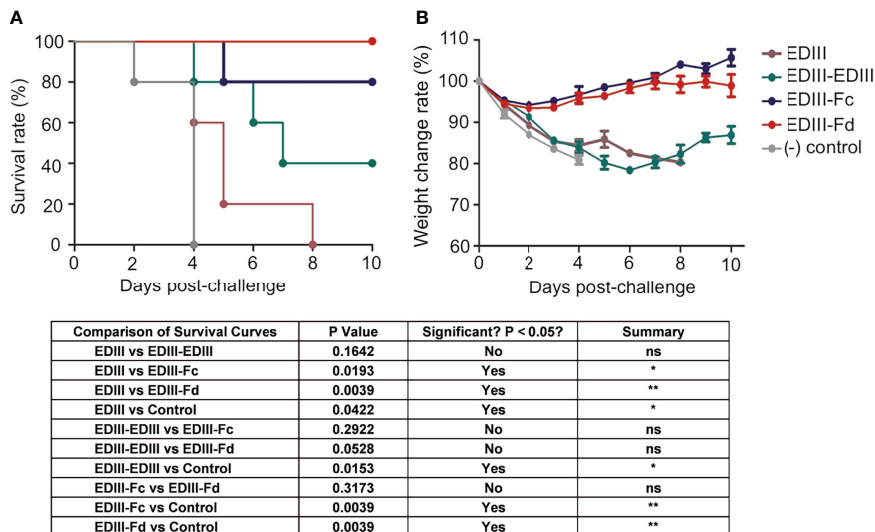 A
B
100
80
60
40
20
0
Survival rate (%)
0 2 4 6 8 10
Days post-challenge
110
100
90
80
70
60
Weight change rate (%)
0 2 4 6 8 10
Days post-challenge
EDIII
EDIII-EDIII
EDIII-Fc
EDIII-Fd
(-) control
Comparison of Survival Curves P Value Significant? P < 0.05? Summary
EDIII vs EDIII-EDIII 0.1642 No ns
EDIII vs EDIII-Fc 0.0193 Yes *
EDIII vs EDIII-Fd 0.0039 Yes **
EDIII vs Control 0.0422 Yes *
EDIII-EDIII vs EDIII-Fc 0.2922 No ns
EDIII-EDIII vs EDIII-Fd 0.0528 No ns
EDIII-EDIII vs Control 0.0153 Yes *
EDIII-Fc vs EDIII-Fd 0.3173 No ns
EDIII-Fc vs Control 0.0039 Yes **
EDIII-Fd vs Control 0.0039 Yes **